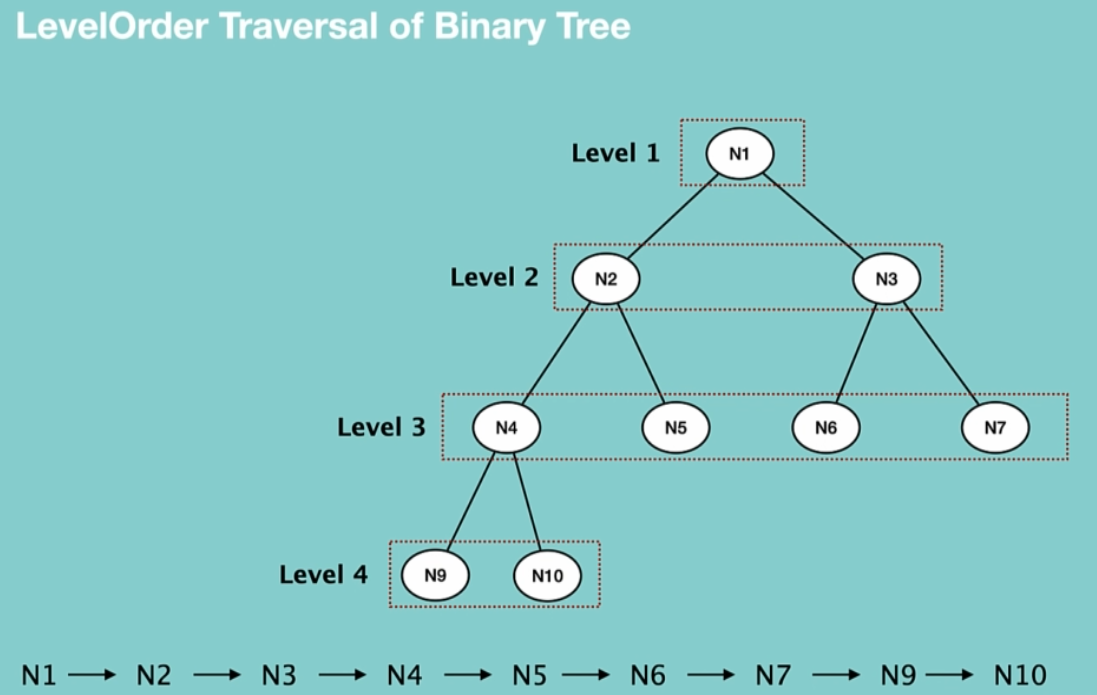 LevelOrder Traversal of Binary Tree
Level 1 N1
Level 2 N2 N3
Level 3 N4 N5 N6 N7
Level 4 N9 N10
N1 → N2 → N3 → N4 → N5 → N6 → N7 → N9 → N10